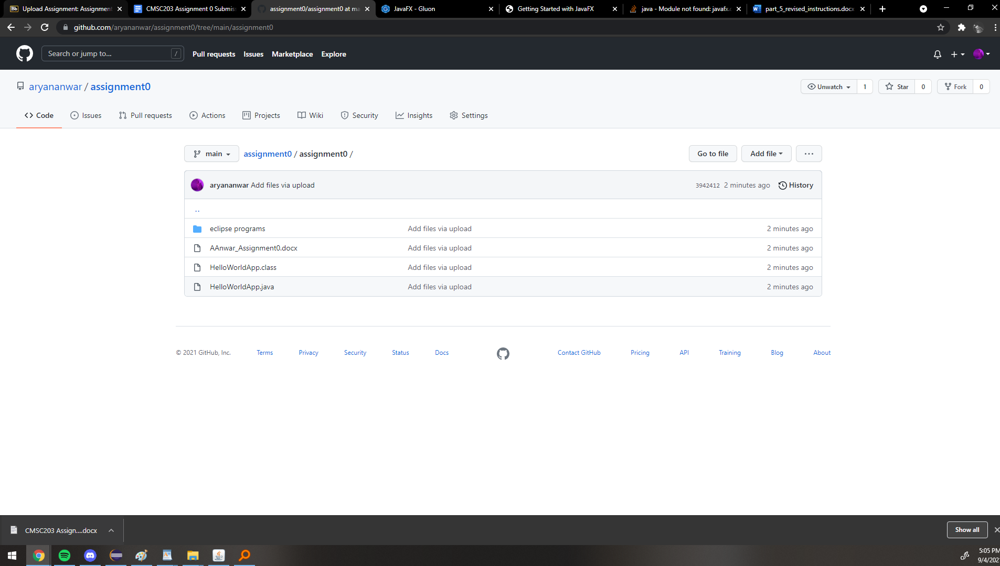 Bb Upload Assignment: Assignment
CMSC203 Assignment 0 Submis
assignment0/assignment0 at ma
JavaFX - Gluon
Getting Started with JavaFX
java - Module not found: javafx.c
part_5_revised_instructions.docx
github.com/aryananwar/assignment0/tree/main/assignment0
Search or jump to... /
Pull requests Issues Marketplace Explore
aryananwar / assignment0
Unwatch 1 Star 0 Fork 0
Code Issues Pull requests Actions Projects Wiki Security Insights Settings
main assignment0 / assignment0 / Go to file Add file ...
aryananwar Add files via upload 3942412 2 minutes ago History
..
eclipse programs Add files via upload 2 minutes ago
AAnwar_Assignment0.docx Add files via upload 2 minutes ago
HelloWorldApp.class Add files via upload 2 minutes ago
HelloWorldApp.java Add files via upload 2 minutes ago
© 2021 GitHub, Inc. Terms Privacy Security Status Docs Contact GitHub Pricing API Training Blog About
CMSC203 Assign....docx Show all
5:05 PM
9/4/202